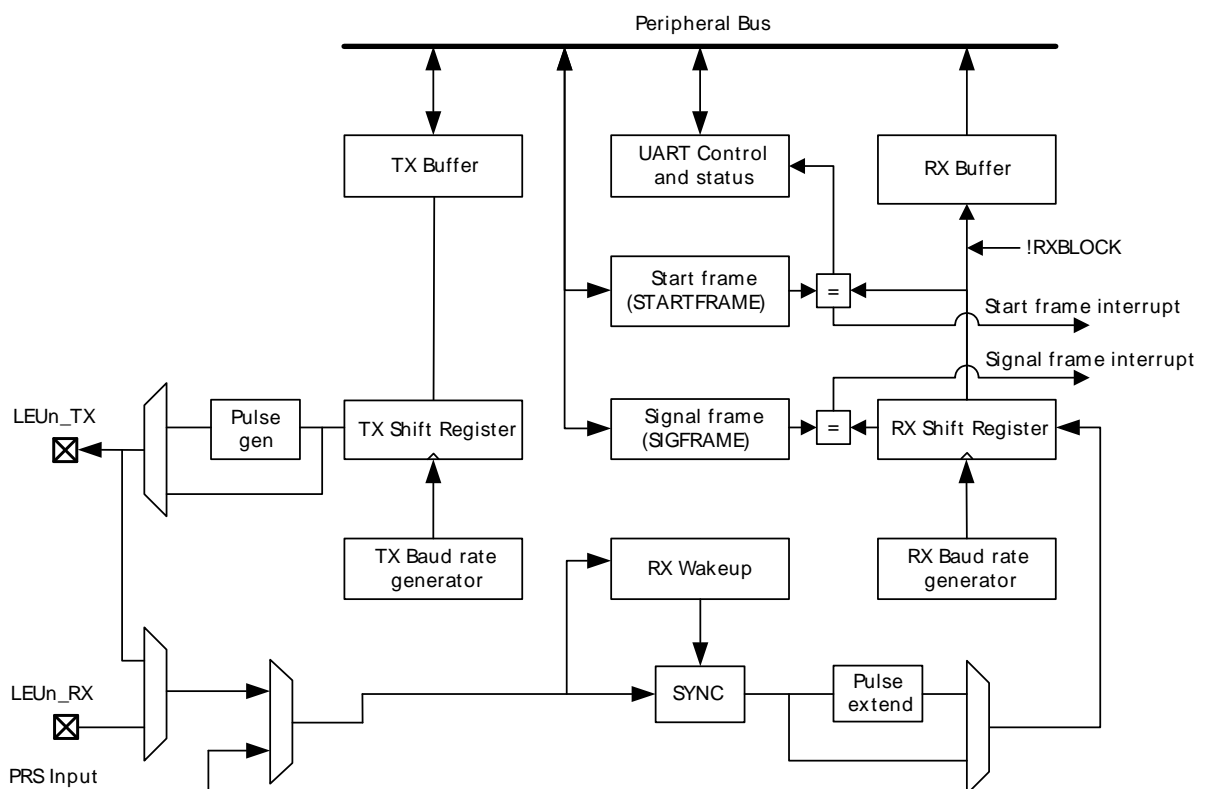 Peripheral Bus
TX Buffer
UART Control
and status
RX Buffer
!RXBLOCK
Start frame
(STARTFRAME)
=
Start frame interrupt
Signal frame interrupt
LEUn_TX
Pulse
gen
TX Shift Register
Signal frame
(SIGFRAME)
=
RX Shift Register
TX Baud rate
generator
RX Wakeup
RX Baud rate
generator
LEUn_RX
SYNC
Pulse
extend
PRS Input